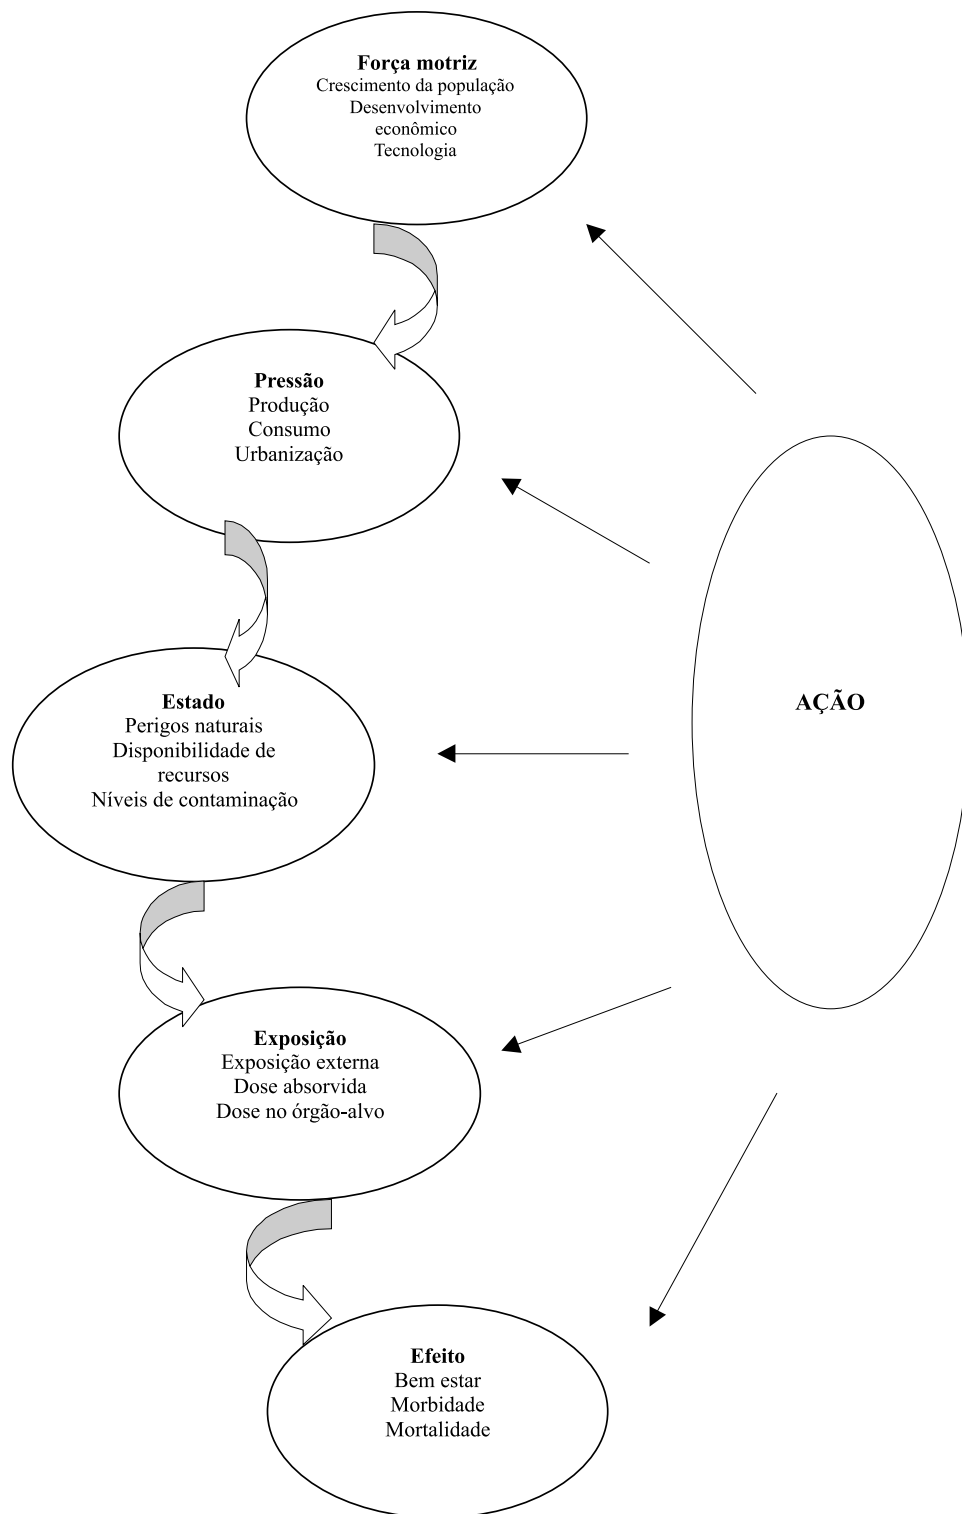 Força motriz
Crescimento da população
Desenvolvimento
econômico
Tecnologia
Pressão
Produção
Consumo
Urbanização
AÇÃO
Estado
Perigos naturais
Disponibilidade de
recursos
Níveis de contaminação
Exposição
Exposição externa
Dose absorvida
Dose no órgão-alvo
Efeito
Bem estar
Morbidade
Mortalidade